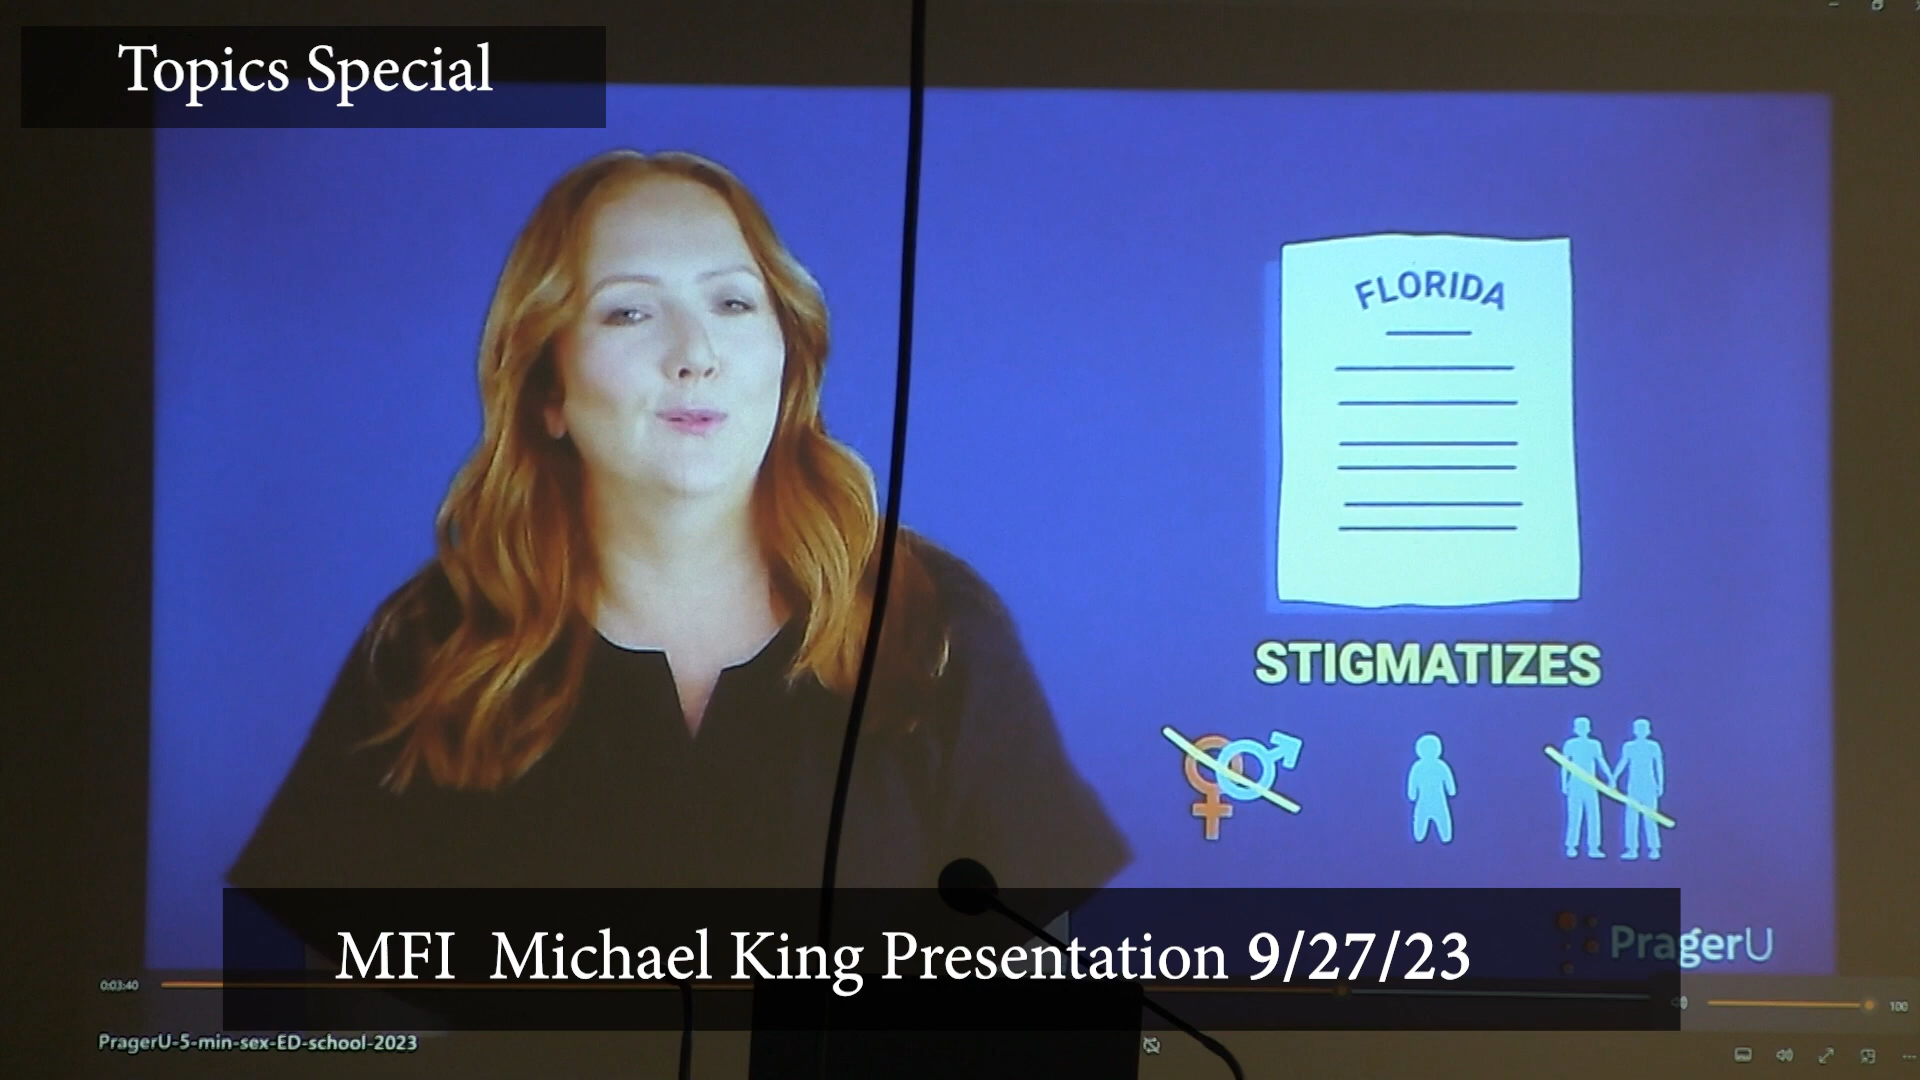 Topics Special
FLORIDA
STIGMATIZES
PragerU
MFI Michael King Presentation 9/27/23
0:03:40
100
PragerU-5-min-sex-ED-school-2023